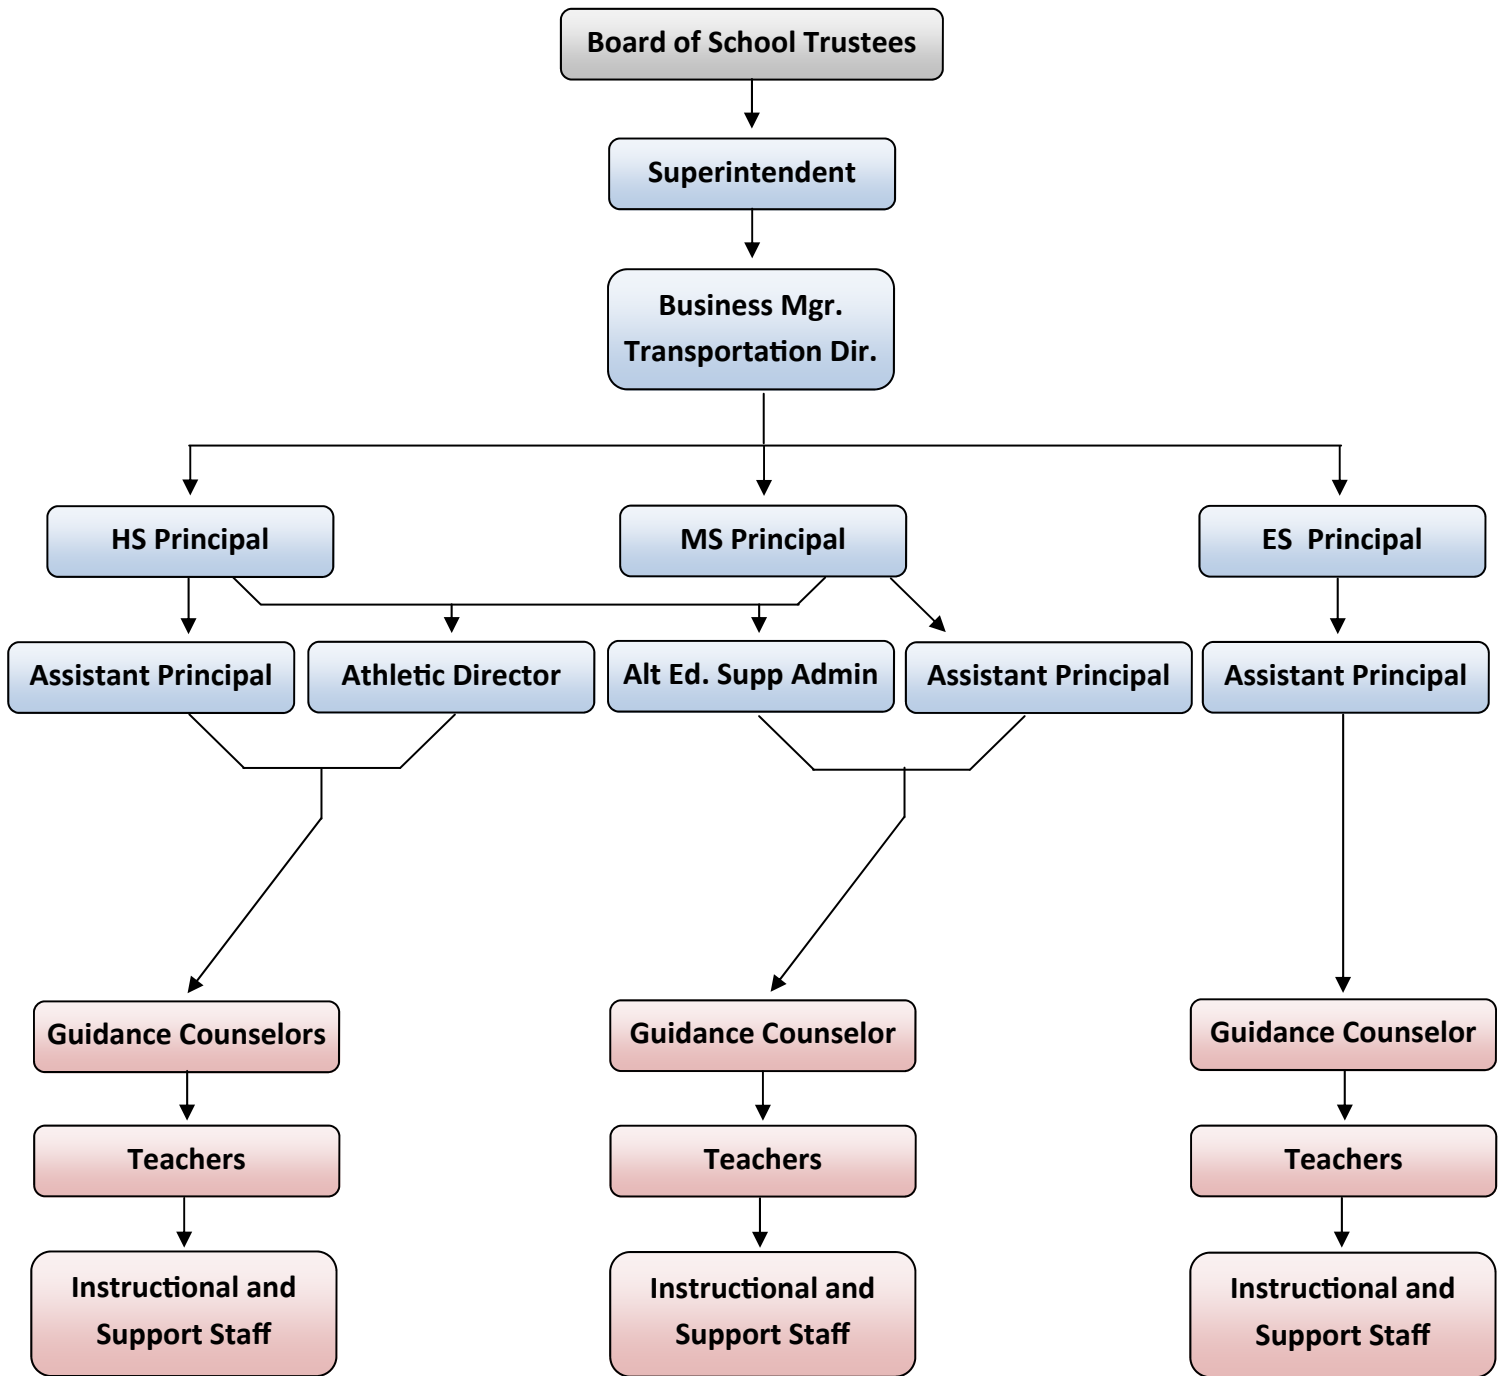 Board of School Trustees
Superintendent
Business Mgr.
Transportation Dir.
HS Principal
MS Principal
ES Principal
Assistant Principal
Athletic Director
Alt Ed. Supp Admin
Assistant Principal
Assistant Principal
Guidance Counselors
Guidance Counselor
Guidance Counselor
Teachers
Teachers
Teachers
Instructional and
Support Staff
Instructional and
Support Staff
Instructional and
Support Staff